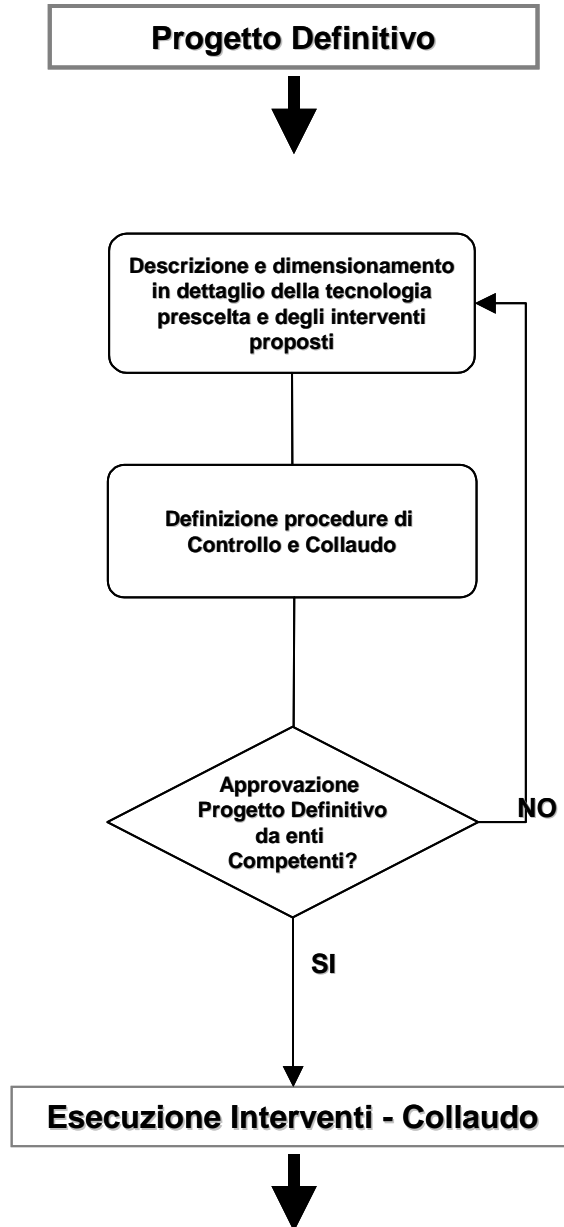 Progetto Definitivo
Descrizione e dimensionamento
in dettaglio della tecnologia
prescelta e degli interventi
proposti
Definizione procedure di
Controllo e Collaudo
Approvazione
Progetto Definitivo
da enti
Competenti?
NO
SI
Esecuzione Interventi - Collaudo